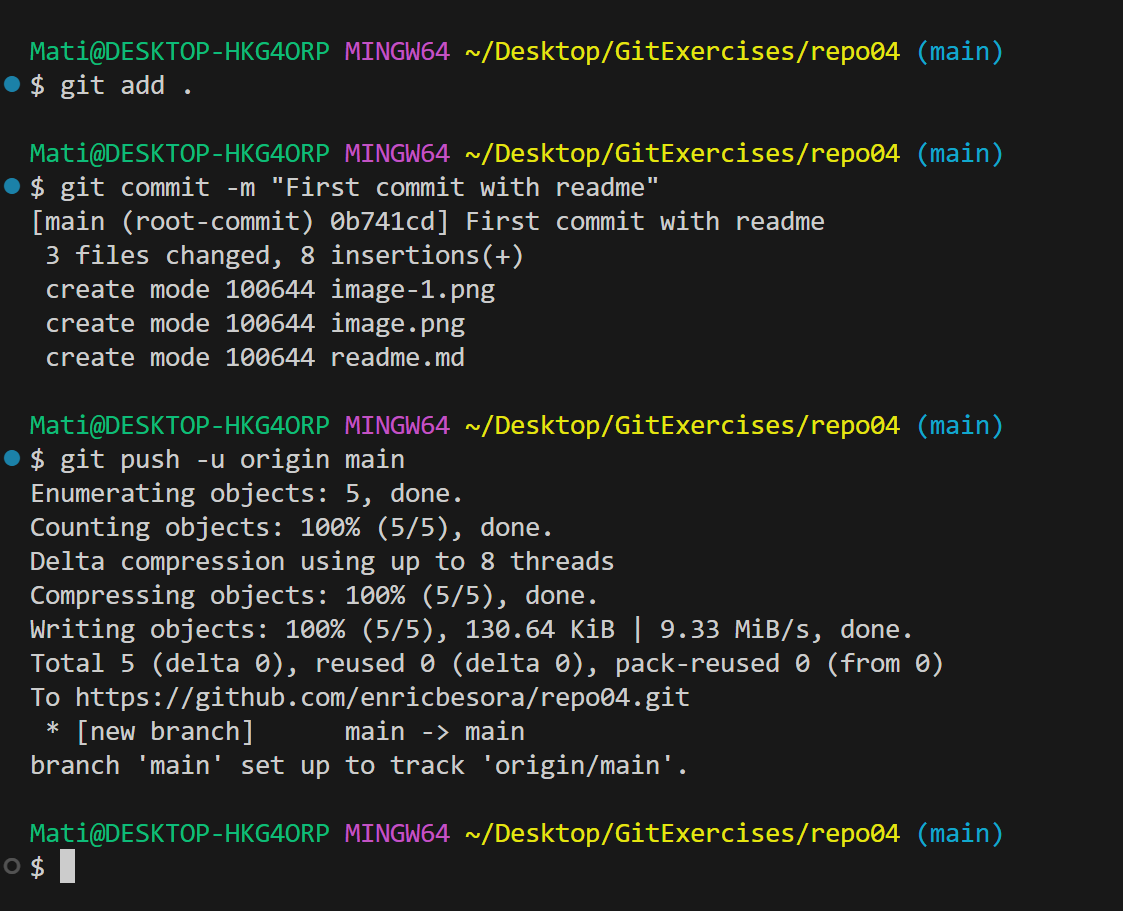 Mati@DESKTOP-HKG4ORP MINGW64 ~/Desktop/GitExercises/repo04 (main)
$ git add .
Mati@DESKTOP-HKG4ORP MINGW64 ~/Desktop/GitExercises/repo04 (main)
$ git commit -m "First commit with readme"
[main (root-commit) 0b741cd] First commit with readme
 3 files changed, 8 insertions(+)
 create mode 100644 image-1.png
 create mode 100644 image.png
 create mode 100644 readme.md
Mati@DESKTOP-HKG4ORP MINGW64 ~/Desktop/GitExercises/repo04 (main)
$ git push -u origin main
Enumerating objects: 5, done.
Counting objects: 100% (5/5), done.
Delta compression using up to 8 threads
Compressing objects: 100% (5/5), done.
Writing objects: 100% (5/5), 130.64 KiB | 9.33 MiB/s, done.
Total 5 (delta 0), reused 0 (delta 0), pack-reused 0 (from 0)
To https://github.com/enricbesora/repo04.git
 * [new branch]      main -> main
branch 'main' set up to track 'origin/main'.
Mati@DESKTOP-HKG4ORP MINGW64 ~/Desktop/GitExercises/repo04 (main)
$